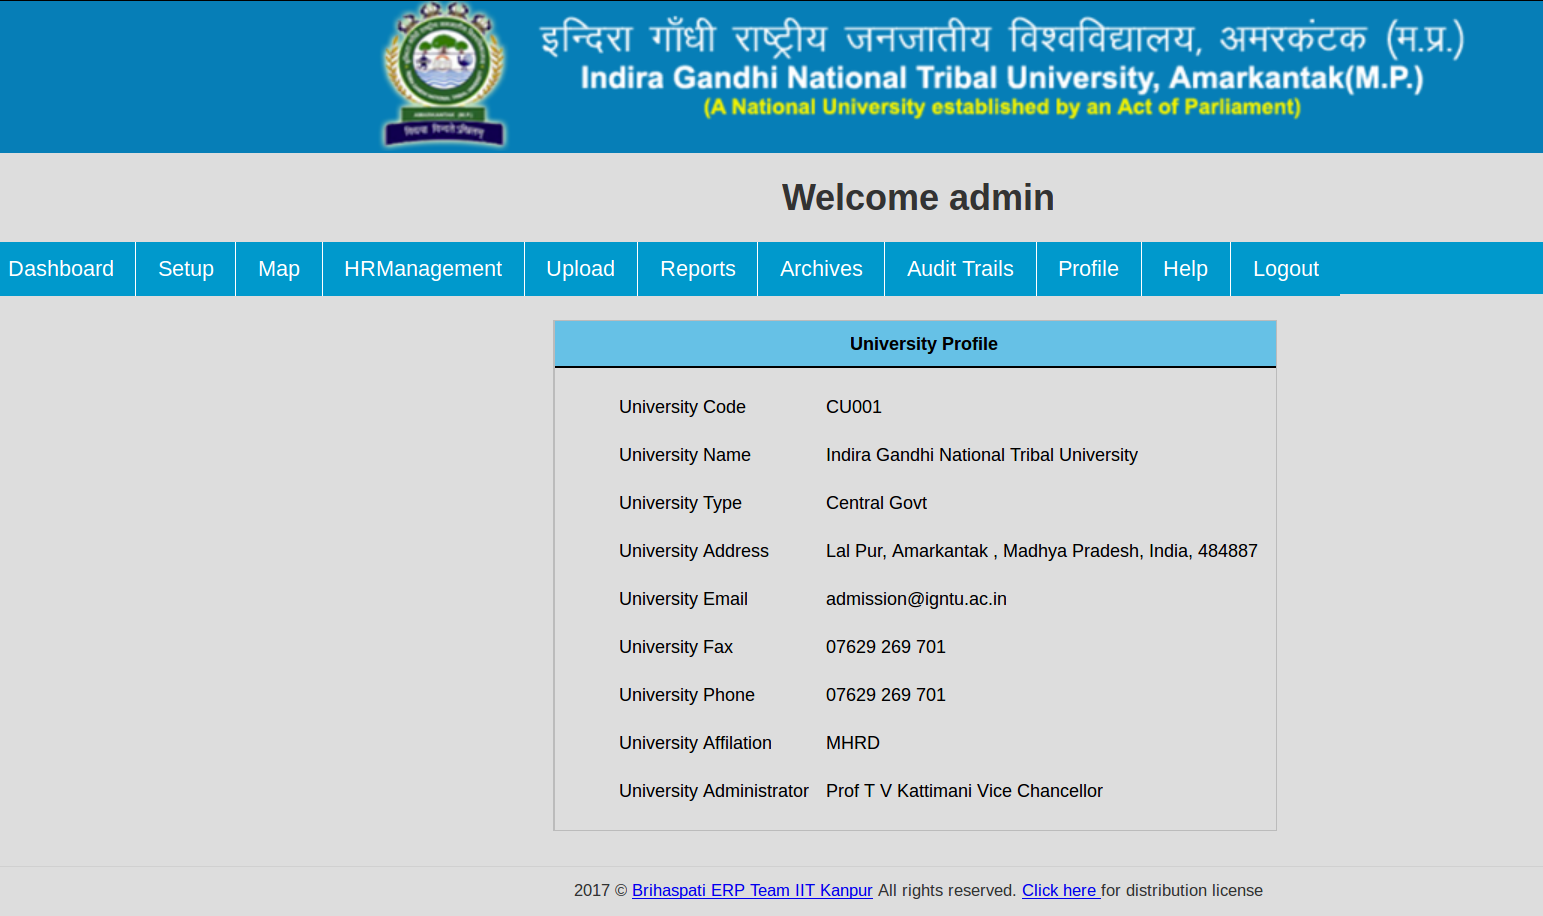 इन्दिरा गाँधी राष्ट्रीय जनजातीय विश्वविद्यालय, अमरकंटक (म.प्र.)
Indira Gandhi National Tribal University, Amarkantak(M.P.)
(A National University established by an Act of Parliament)
Welcome admin
Dashboard Setup Map HRManagement Upload Reports Archives Audit Trails Profile Help Logout
University Profile
University Code CU001
University Name Indira Gandhi National Tribal University
University Type Central Govt
University Address Lal Pur, Amarkantak , Madhya Pradesh, India, 484887
University Email admission@igntu.ac.in
University Fax 07629 269 701
University Phone 07629 269 701
University Affilation MHRD
University Administrator Prof T V Kattimani Vice Chancellor
2017 © Brihaspati ERP Team IIT Kanpur All rights reserved. Click here for distribution license